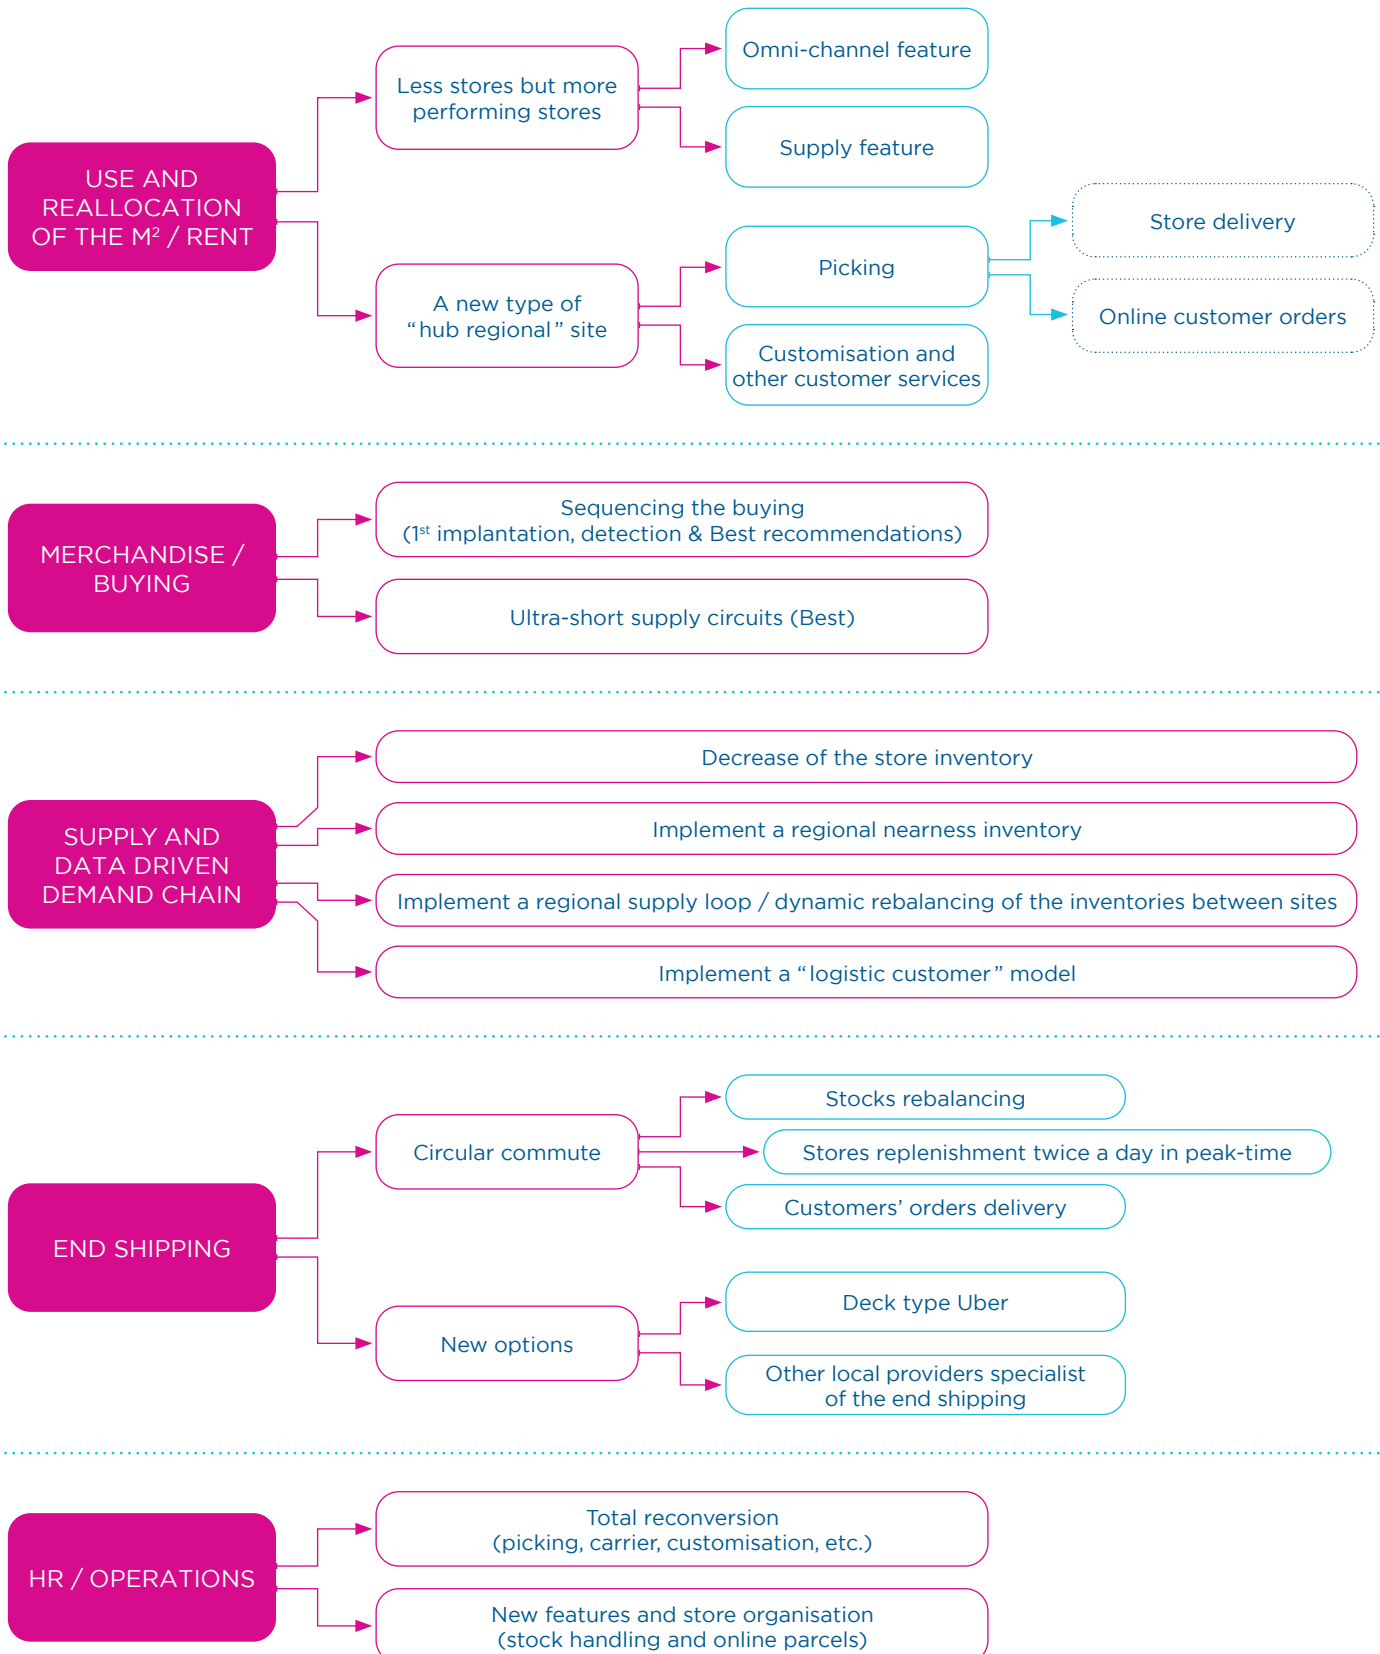 USE AND
REALLOCATION
OF THE M² / RENT
Less stores but more
performing stores
Omni-channel feature
Supply feature
A new type of
“hub regional” site
Picking
Store delivery
Online customer orders
Customisation and
other customer services
MERCHANDISE /
BUYING
Sequencing the buying
(1st implantation, detection & Best recommendations)
Ultra-short supply circuits (Best)
SUPPLY AND
DATA DRIVEN
DEMAND CHAIN
Decrease of the store inventory
Implement a regional nearness inventory
Implement a regional supply loop / dynamic rebalancing of the inventories between sites
Implement a “logistic customer” model
END SHIPPING
Circular commute
Stocks rebalancing
Stores replenishment twice a day in peak-time
Customers’ orders delivery
New options
Deck type Uber
Other local providers specialist
of the end shipping
HR / OPERATIONS
Total reconversion
(picking, carrier, customisation, etc.)
New features and store organisation
(stock handling and online parcels)